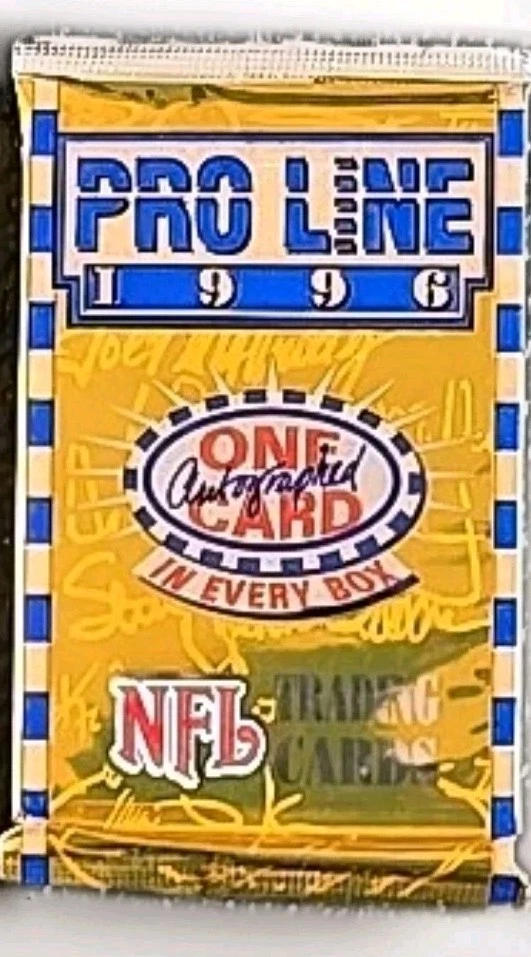 PRO LINE
1996
ONE
Autographed
CARD
IN EVERY BOX
NFL TRADING
CARDS